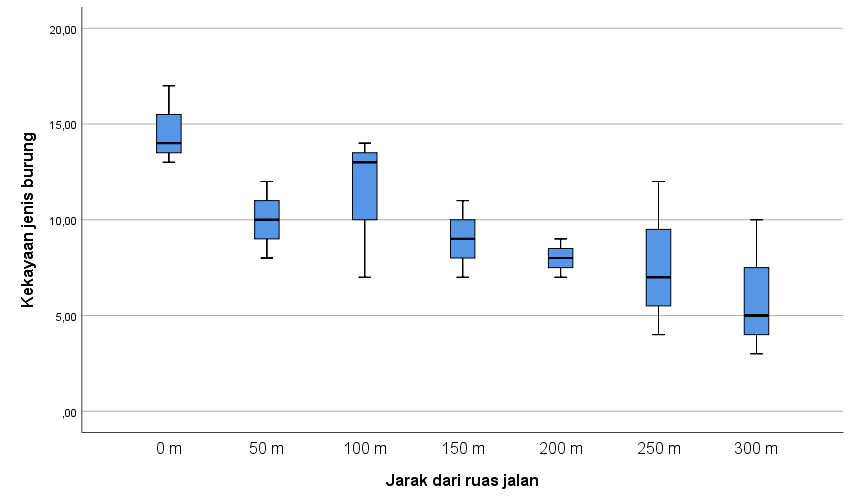 20,00
15,00
10,00
5,00
,00
Kekayaan jenis burung
0 m 50 m 100 m 150 m 200 m 250 m 300 m
Jarak dari ruas jalan